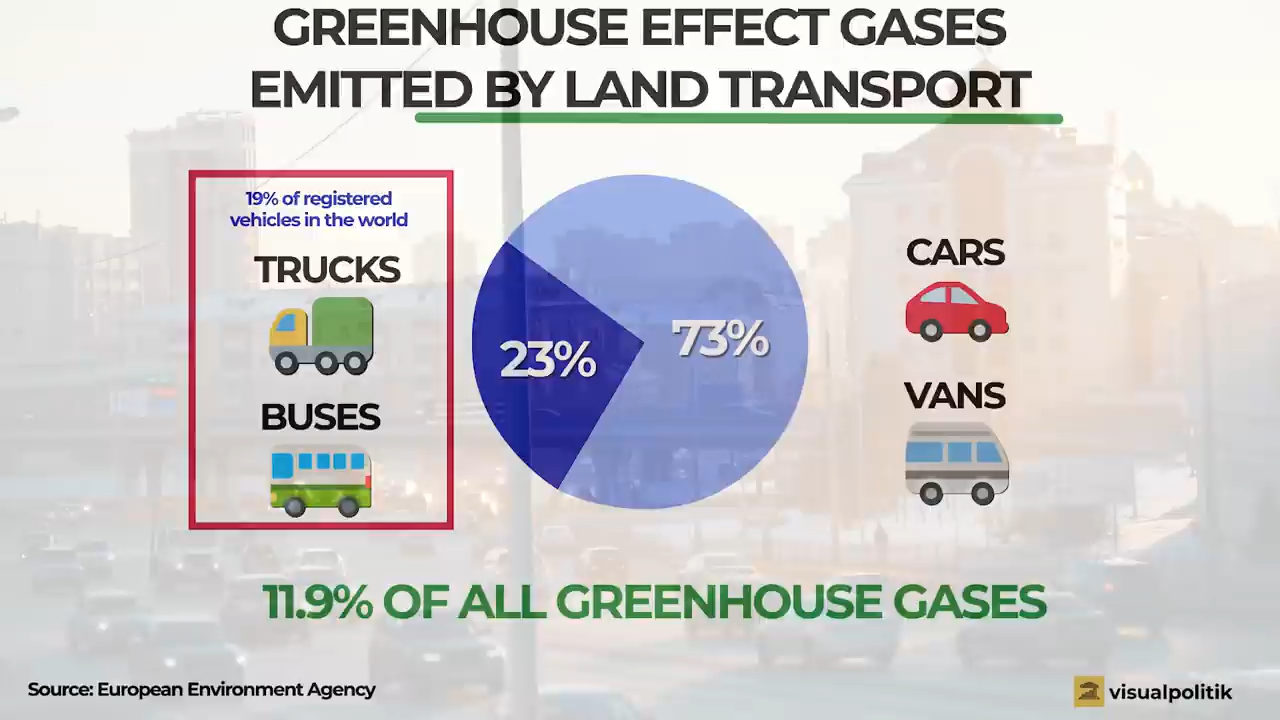 GREENHOUSE EFFECT GASES
EMITTED BY LAND TRANSPORT
19% of registered
vehicles in the world
TRUCKS
BUSES
23%
73%
CARS
VANS
11.9% OF ALL GREENHOUSE GASES
Source: European Environment Agency
visualpolitik